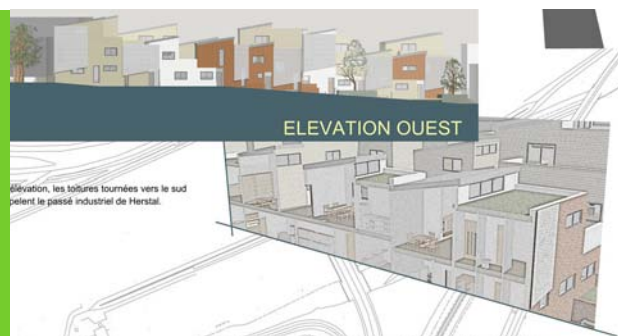 ELEVATION OUEST
élévation, les toitures tournées vers le sud
pelent le passé industriel de Herstal.